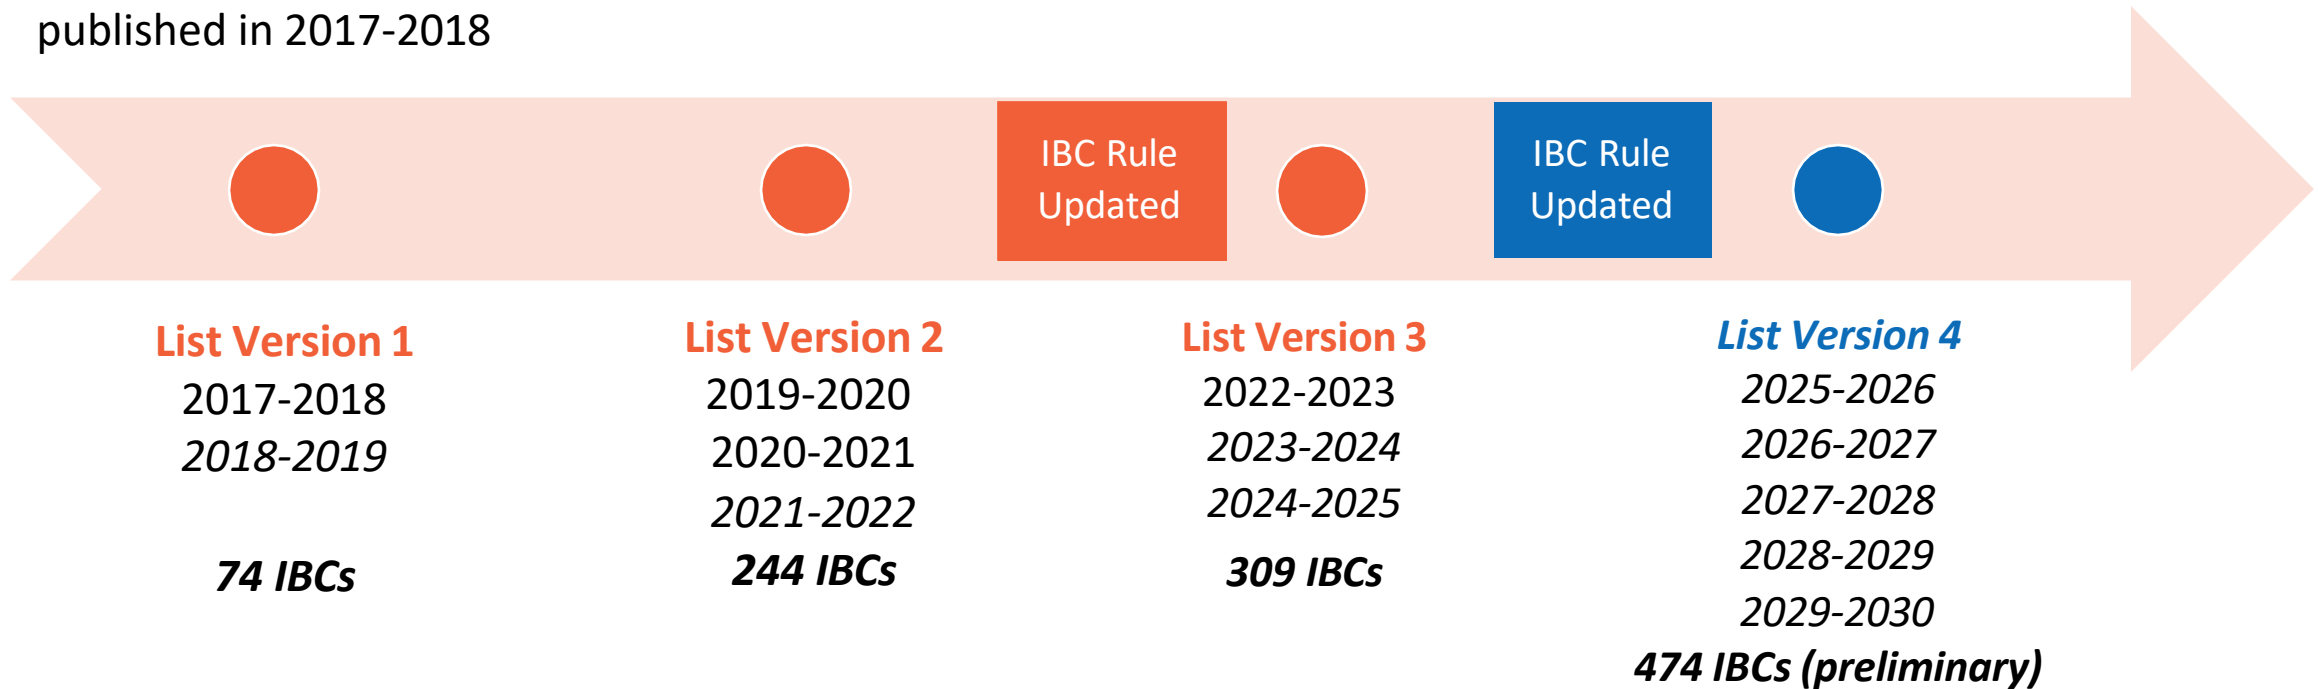 published in 2017-2018
IBC Rule
Updated
IBC Rule
Updated
List Version 1
2017-2018
2018-2019
74 IBCs
List Version 2
2019-2020
2020-2021
2021-2022
244 IBCs
List Version 3
2022-2023
2023-2024
2024-2025
309 IBCs
List Version 4
2025-2026
2026-2027
2027-2028
2028-2029
2029-2030
474 IBCs (preliminary)